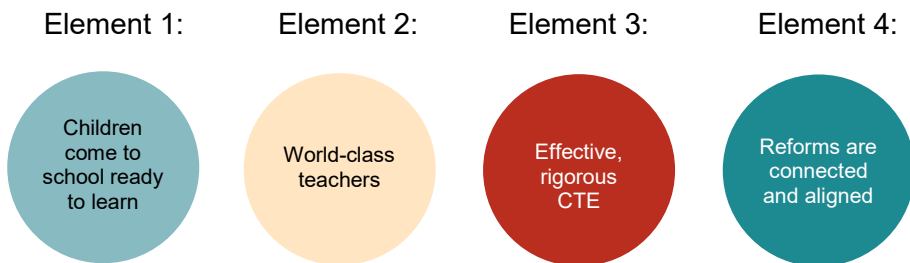 Element 1:
Element 2:
Element 3:
Element 4:
Children
come to
school ready
to learn
World-class
teachers
Effective,
rigorous
CTE
Reforms are
connected
and aligned